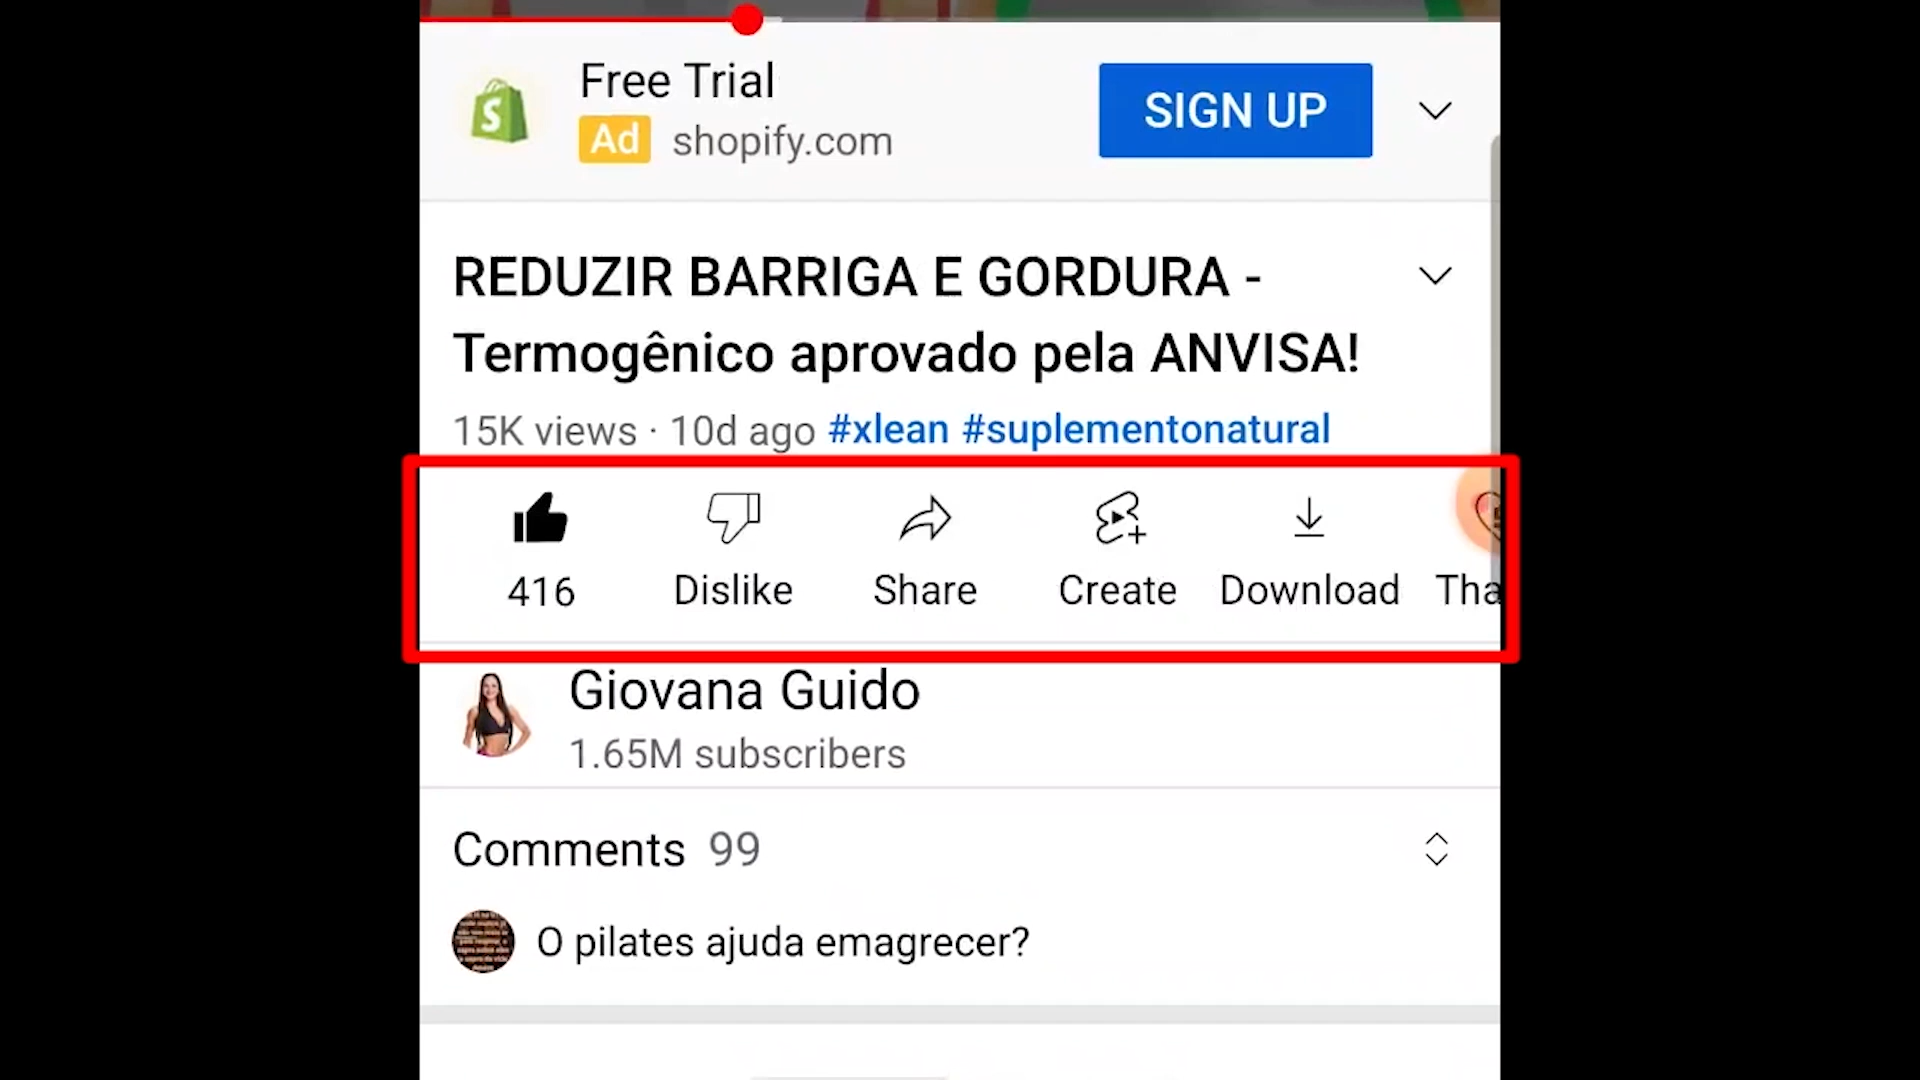 Free Trial
SIGN UP
Ad shopify.com
REDUZIR BARRIGA E GORDURA -
Termogênico aprovado pela ANVISA!
15K views · 10d ago #xlean #suplementonatural
416 Dislike Share Create Download Tha
Giovana Guido
1.65M subscribers
Comments 99
O pilates ajuda emagrecer?